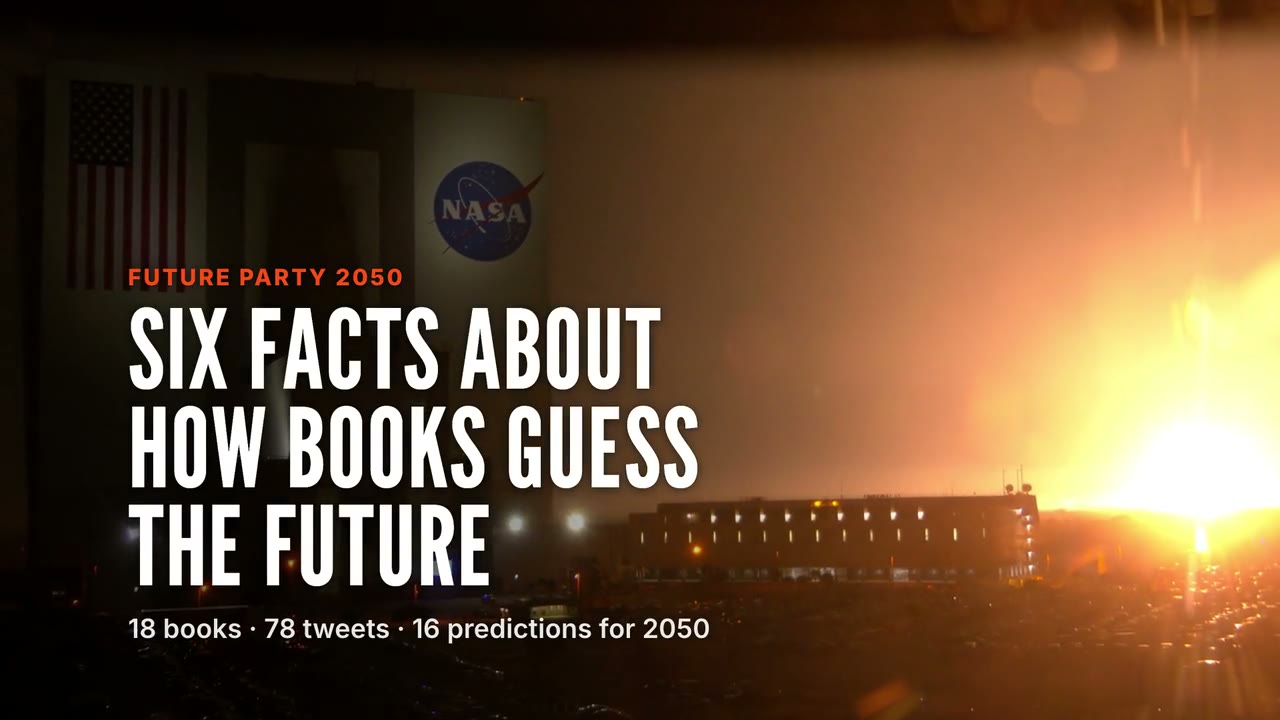 NASA
FUTURE PARTY 2050
SIX FACTS ABOUT
HOW BOOKS GUESS
THE FUTURE
18 books · 78 tweets · 16 predictions for 2050